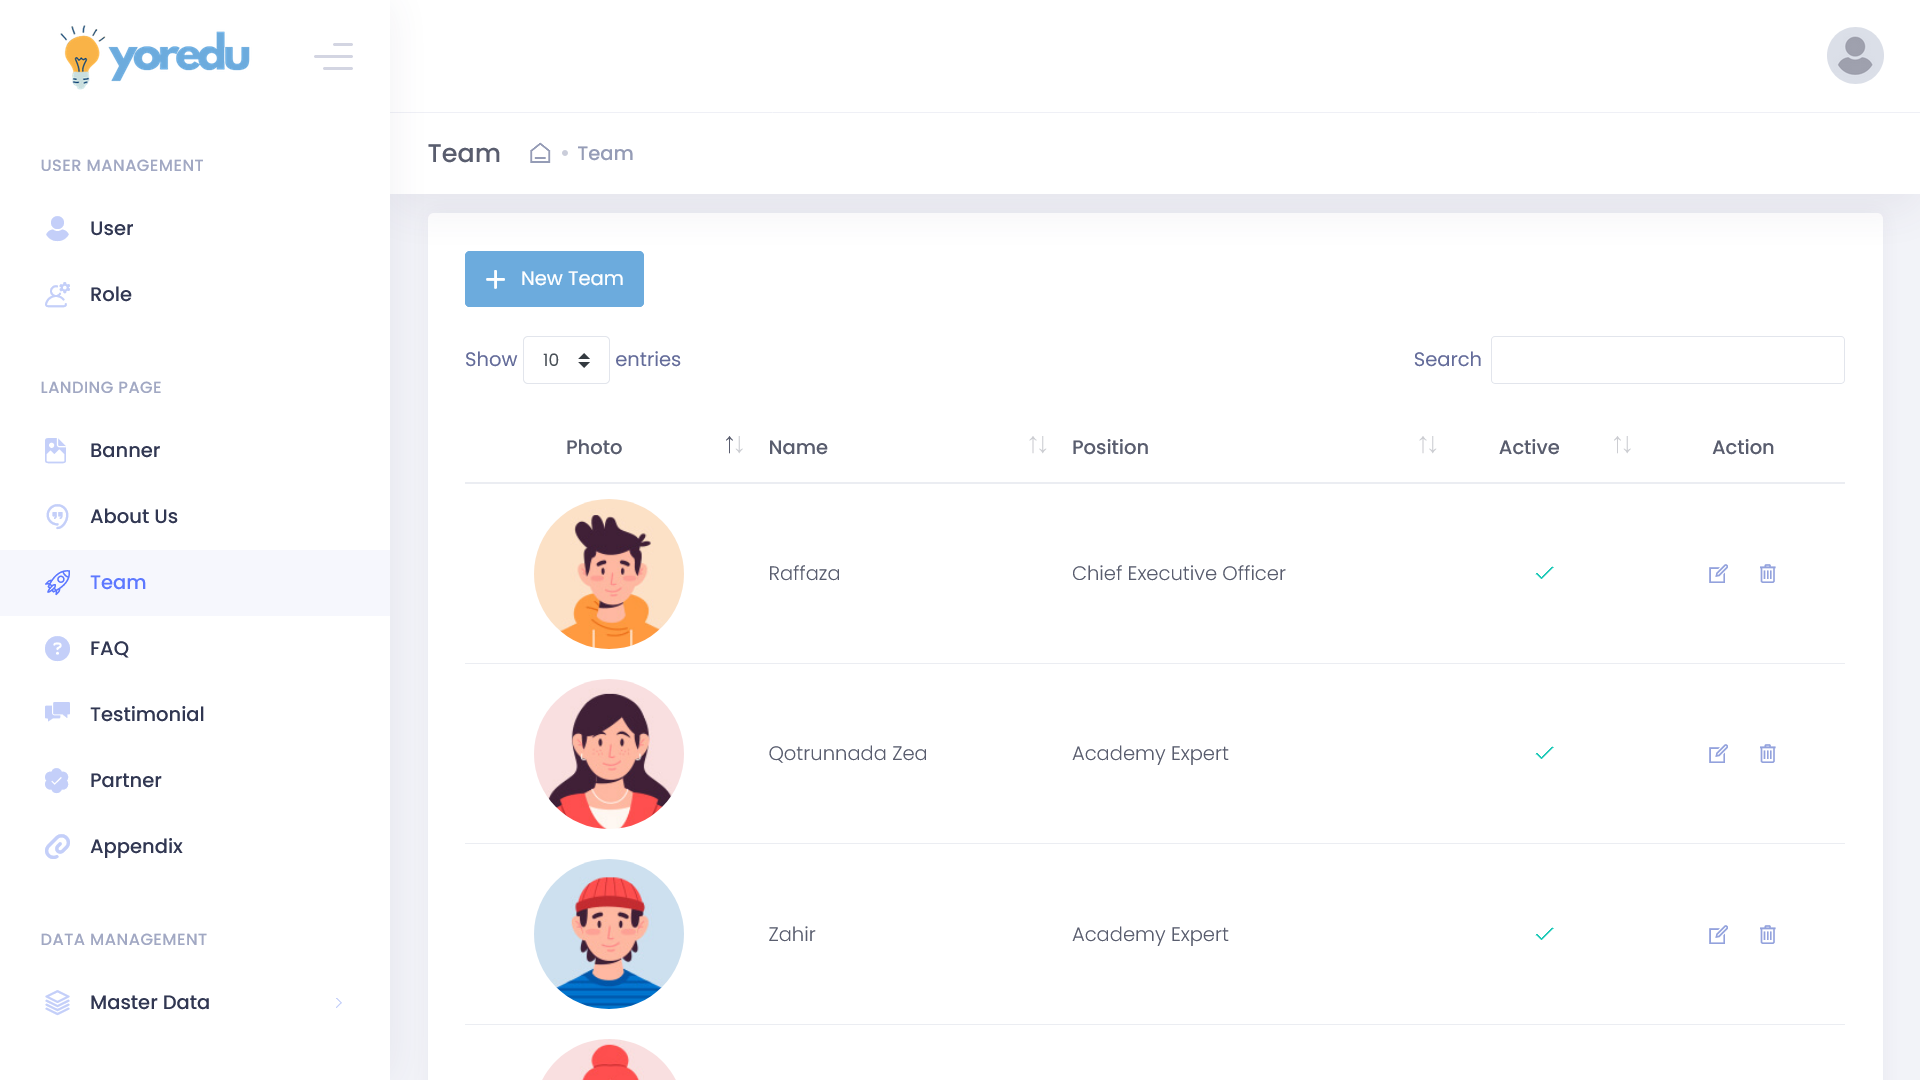 yoredu
USER MANAGEMENT
User
Role
LANDING PAGE
Banner
About Us
Team
FAQ
Testimonial
Partner
Appendix
DATA MANAGEMENT
Master Data
Team
Team
New Team
Show 10 entries
Search
Photo Name Position Active Action
Raffaza Chief Executive Officer
Qotrunnada Zea Academy Expert
Zahir Academy Expert